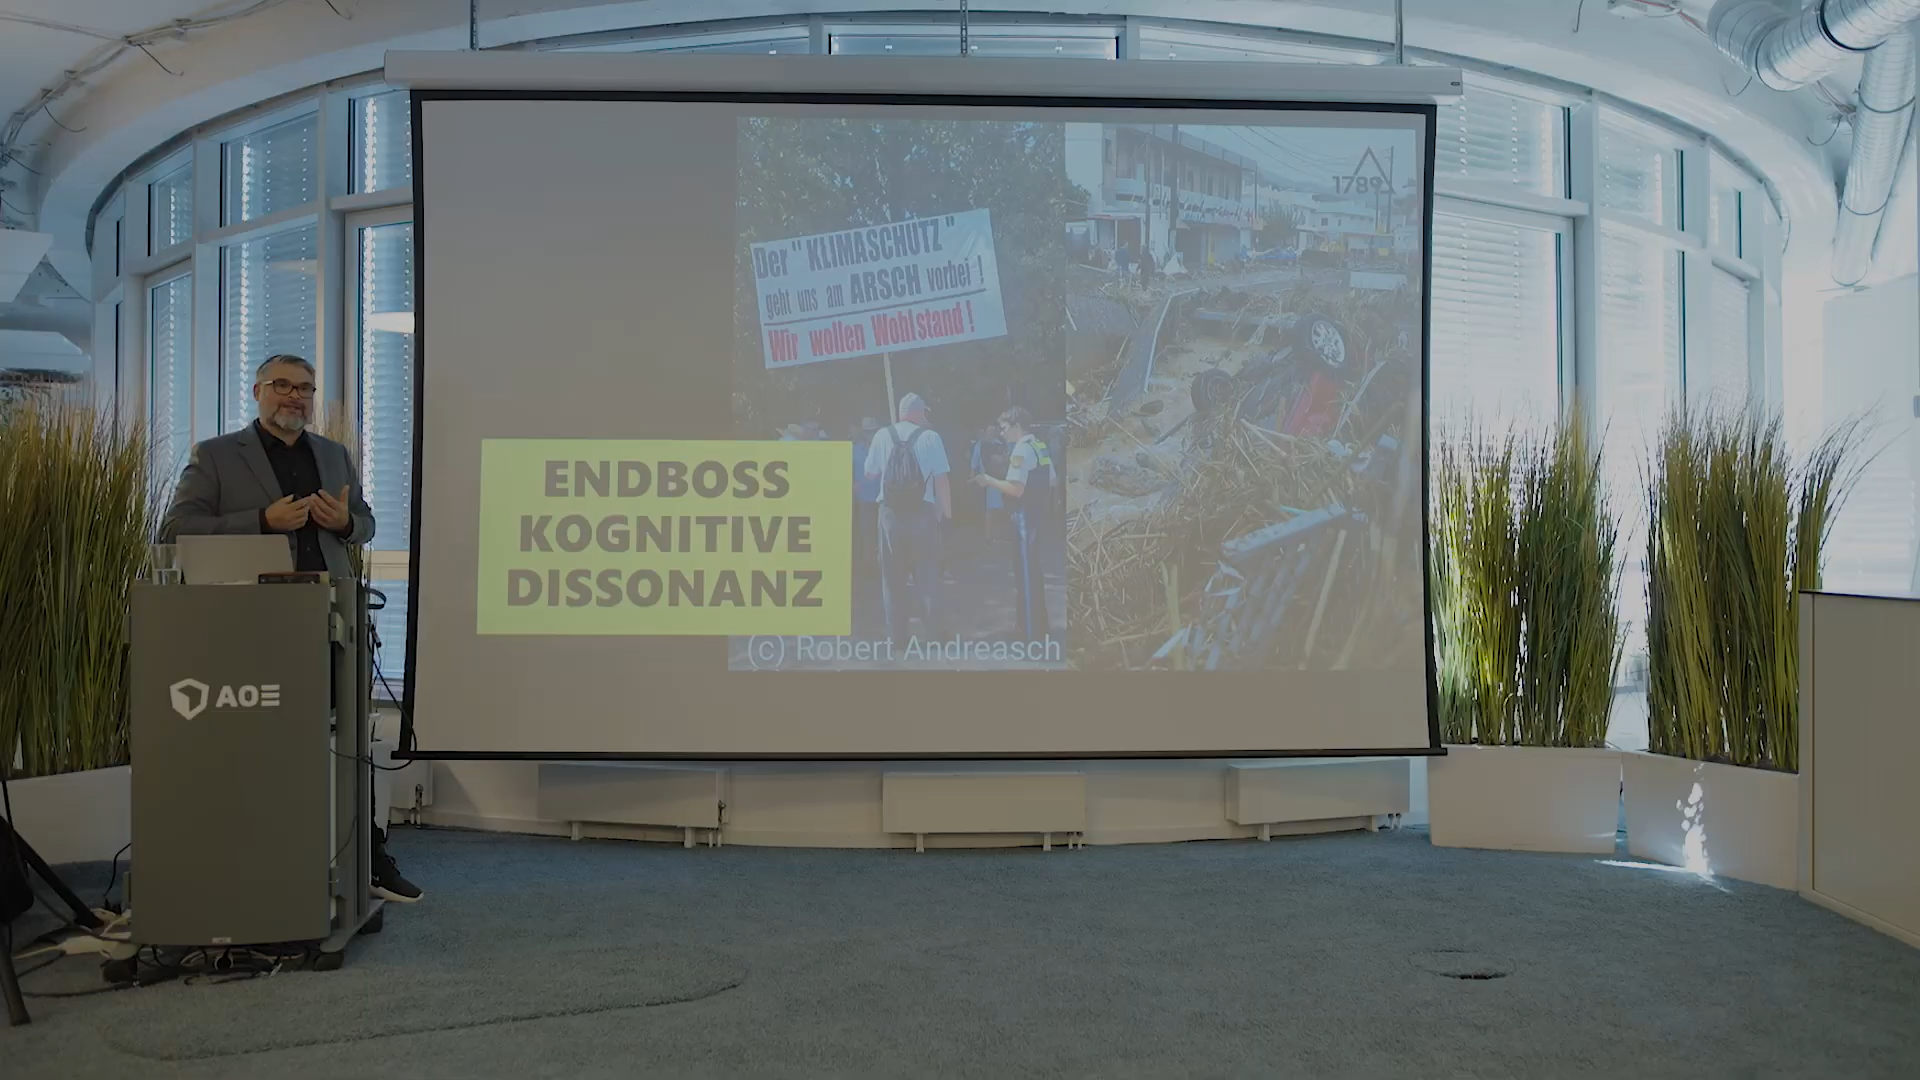 Der "KLIMASCHUTZ"
geht uns am ARSCH vorbei !
Wir wollen Wohlstand !
1789
ENDBOSS
KOGNITIVE
DISSONANZ
(c) Robert Andreasch
AOE